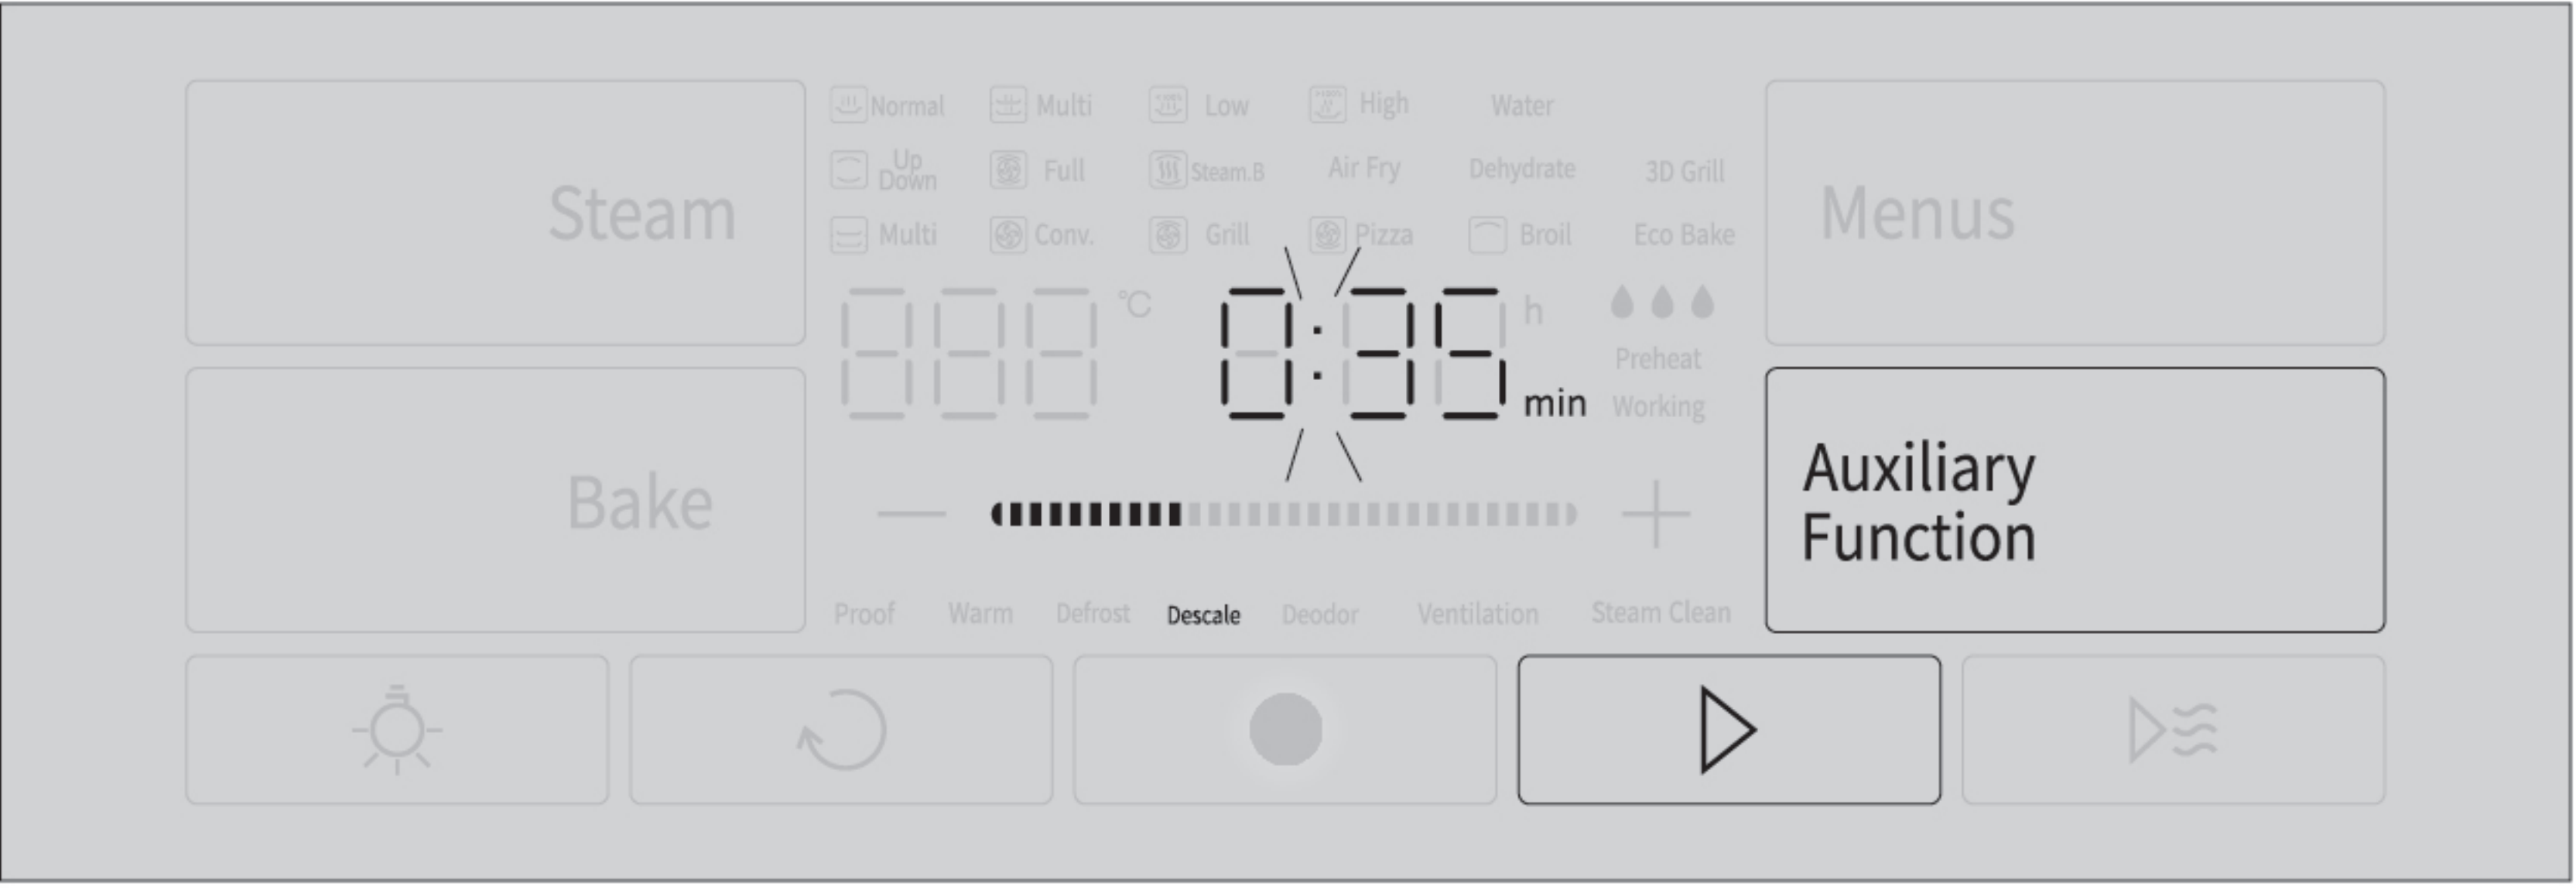 Normal Multi Low High Water
Up Down Full Steam.B Air Fry Dehydrate 3D Grill
Multi Conv. Grill Pizza Broil Eco Bake
Steam
Menus
°C
0:35
h
min
Preheat
Working
Bake
Auxiliary
Function
Proof Warm Defrost Descale Deodor Ventilation Steam Clean